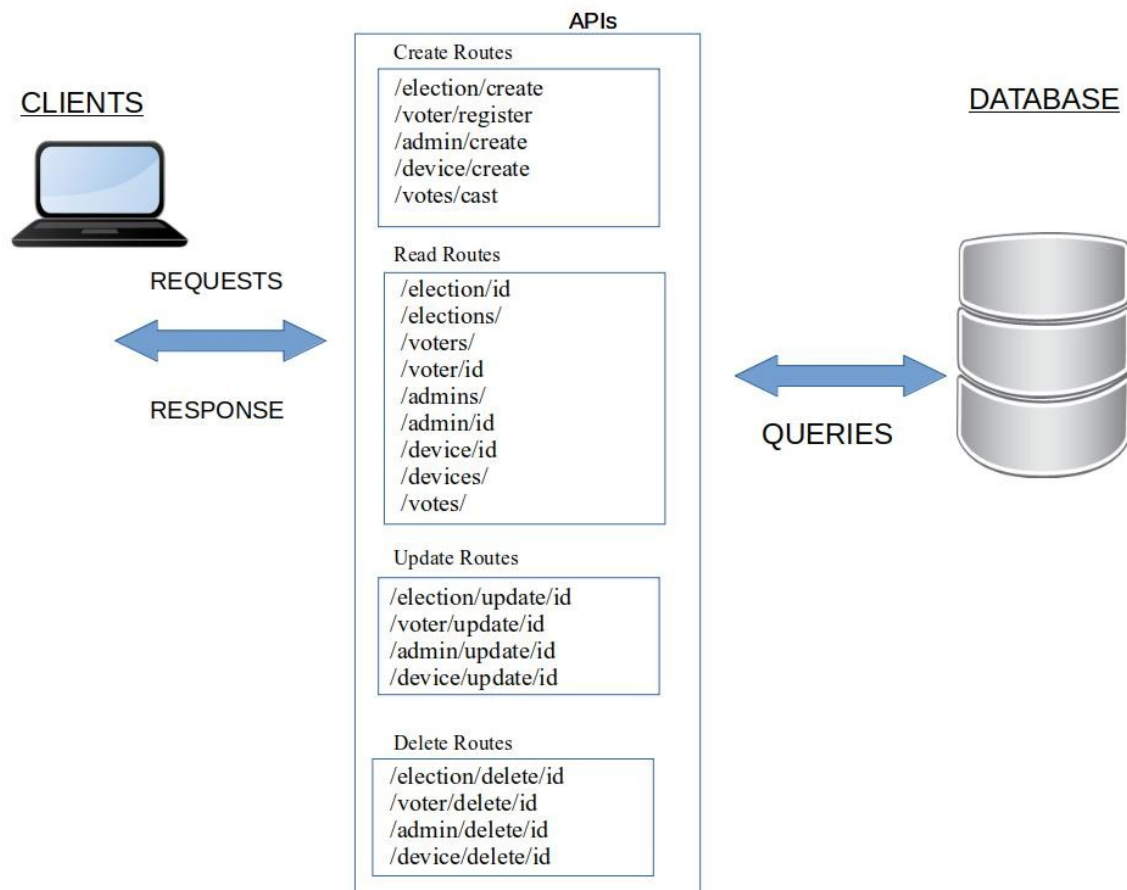 APIs
CLIENTS
REQUESTS
RESPONSE
Create Routes
/election/create
/voter/register
/admin/create
/device/create
/votes/cast
Read Routes
/election/id
/elections/
/voters/
/voter/id
/admins/
/admin/id
/device/id
/devices/
/votes/
Update Routes
/election/update/id
/voter/update/id
/admin/update/id
/device/update/id
Delete Routes
/election/delete/id
/voter/delete/id
/admin/delete/id
/device/delete/id
DATABASE
QUERIES